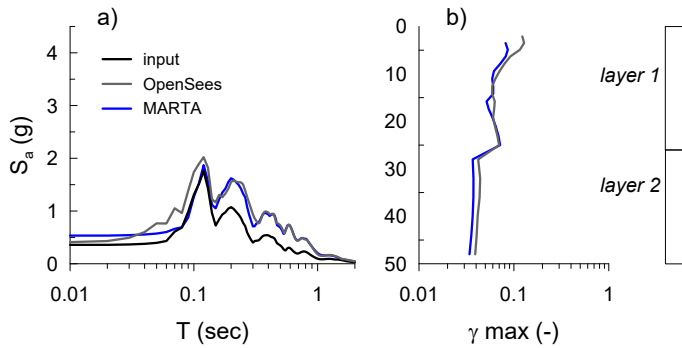 a)
b)
4
3
2
1
0
S_a (g)
input
OpenSees
MARTA
0.01
0.1
1
T (sec)
0
10
20
30
40
50
0.01
0.1
1
γ max (-)
layer 1
layer 2